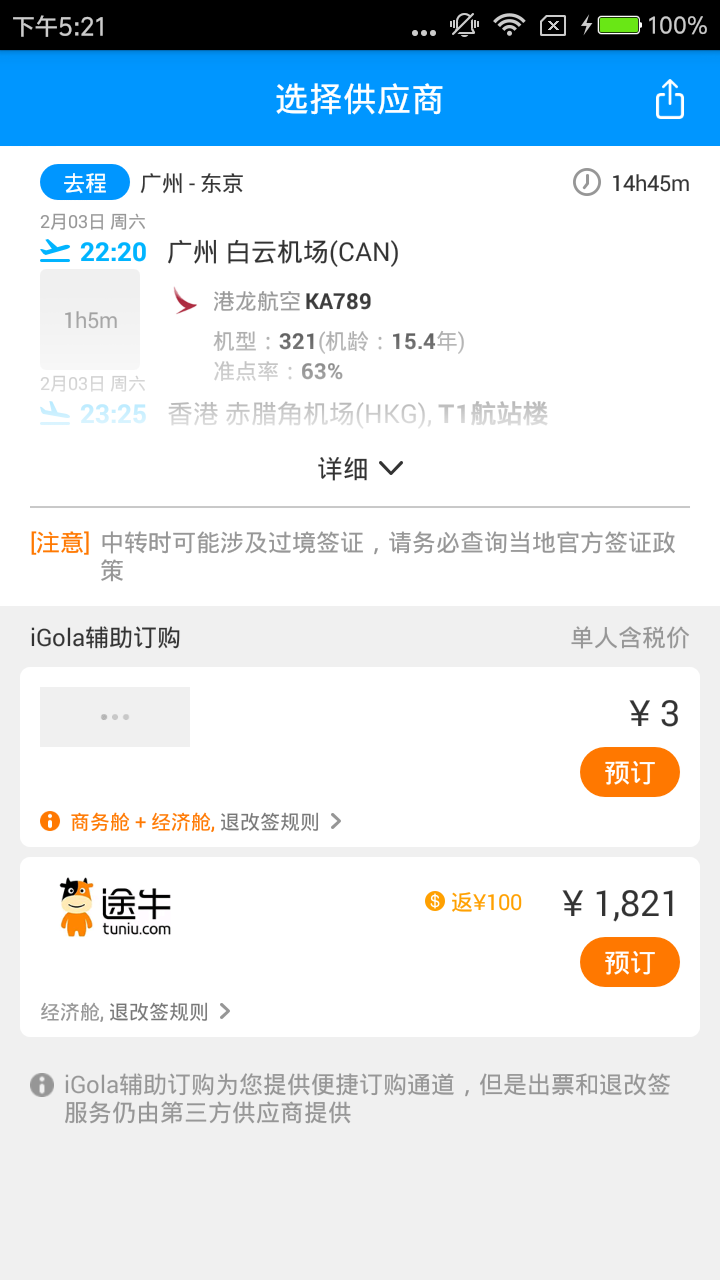 下午5:21
100%
选择供应商
去程 广州 - 东京
14h45m
2月03日 周六
22:20 广州 白云机场(CAN)
1h5m
港龙航空 KA789
机型：321(机龄：15.4年)
准点率：63%
2月03日 周六
23:25 香港 赤腊角机场(HKG), T1航站楼
详细
[注意] 中转时可能涉及过境签证，请务必查询当地官方签证政
策
iGola辅助订购
单人含税价
¥ 3
预订
商务舱 + 经济舱, 退改签规则
途牛
tuniu.com
返¥100
¥ 1,821
预订
经济舱, 退改签规则
iGola辅助订购为您提供便捷订购通道，但是出票和退改签
服务仍由第三方供应商提供